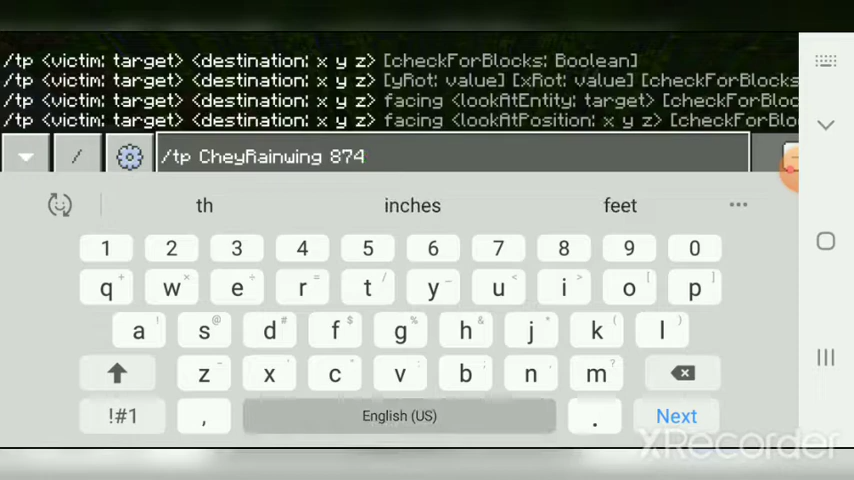 /tp <victim: target> <destination: x y z> [checkForBlocks: Boolean]
/tp <victim: target> <destination: x y z> [yRot: value] [xRot: value] [checkForBlocks
/tp <victim: target> <destination: x y z> facing <lookAtEntity: target> [checkForBloc
/tp <victim: target> <destination: x y z> facing <lookAtPosition: x y z> [checkForBlo
/ /tp CheyRainwing 874
th inches feet •••
1 2 3 4 5 6 7 8 9 0
q + w × e ÷ r = t / y _ u < i > o [ p ]
a ! s @ d # f $ g % h & j * k ( l )
z - x ' c " v : b ; n , m ?
!#1 , English (US) . Next
XRecorder